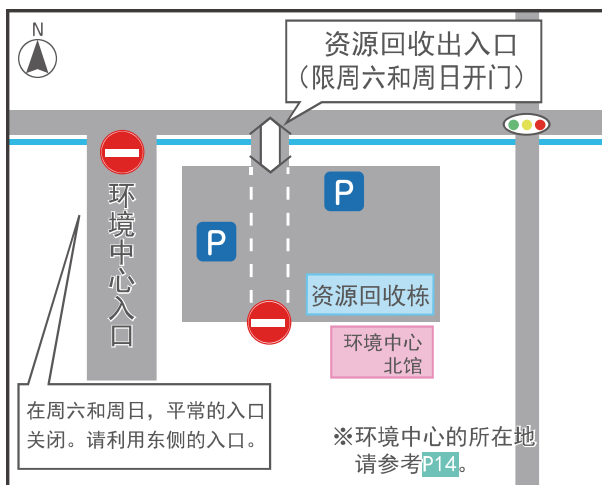 N
资源回收出入口
（限周六和周日开门）
环境中心入口
P
P
资源回收栋
环境中心
北馆
在周六和周日，平常的入口
关闭。请利用东侧的入口。
※环境中心的所在地
请参考P14。